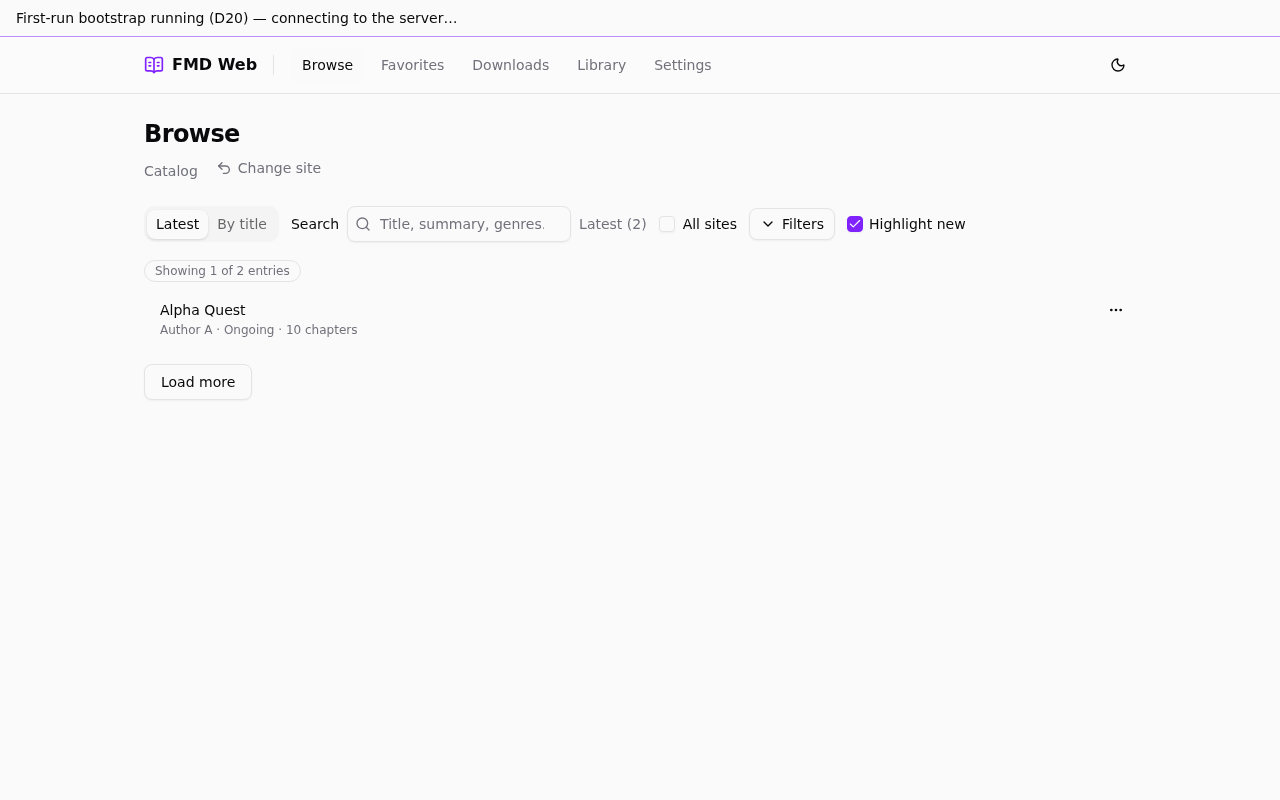 First-run bootstrap running (D20) — connecting to the server…
FMD Web Browse Favorites Downloads Library Settings
Browse
Catalog Change site
Latest By title Search Title, summary, genres. Latest (2) All sites Filters Highlight new
Showing 1 of 2 entries
Alpha Quest
Author A · Ongoing · 10 chapters
Load more